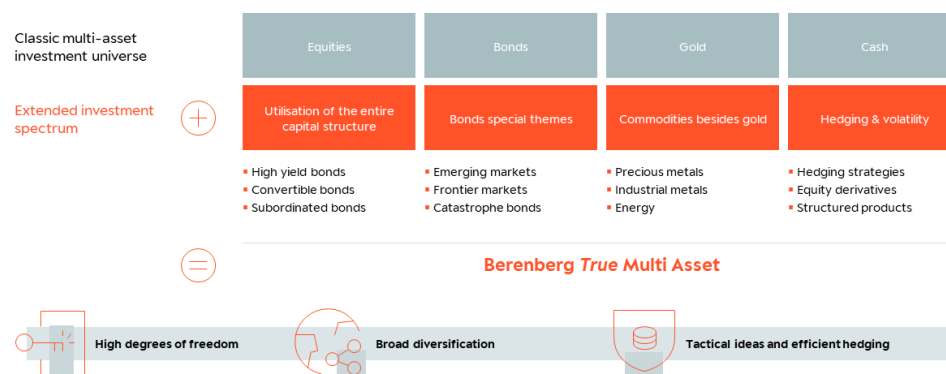 Classic multi-asset
investment universe
Equities
Bonds
Gold
Cash
Extended investment
spectrum
Utilisation of the entire
capital structure
Bonds special themes
Commodities besides gold
Hedging & volatility
▪ High yield bonds
▪ Convertible bonds
▪ Subordinated bonds
▪ Emerging markets
▪ Frontier markets
▪ Catastrophe bonds
▪ Precious metals
▪ Industrial metals
▪ Energy
▪ Hedging strategies
▪ Equity derivatives
▪ Structured products
Berenberg True Multi Asset
High degrees of freedom
Broad diversification
Tactical ideas and efficient hedging